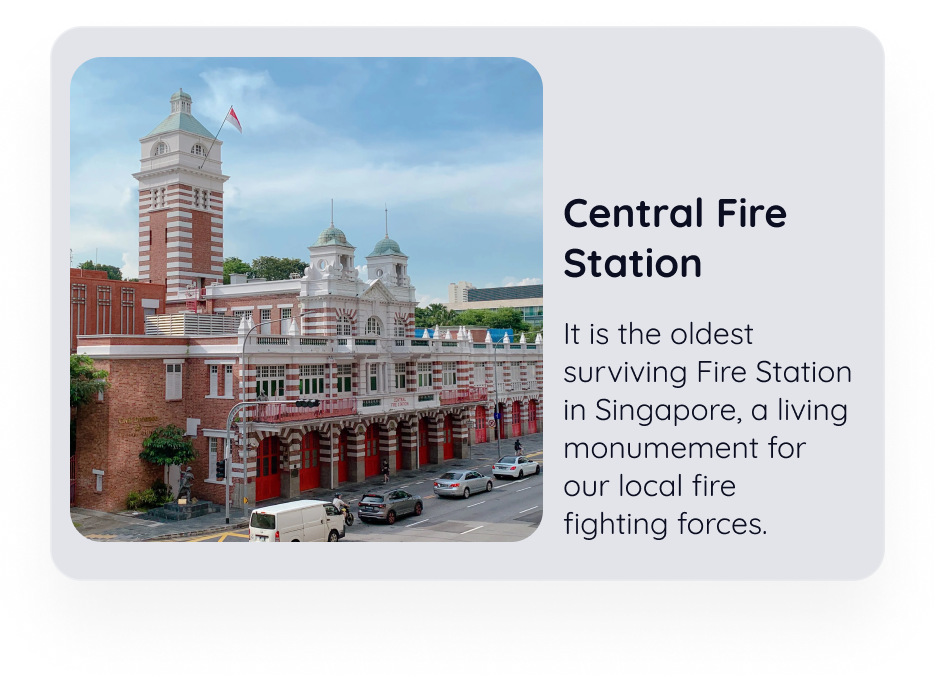 Central Fire
Station
It is the oldest
surviving Fire Station
in Singapore, a living
monumement for
our local fire
fighting forces.